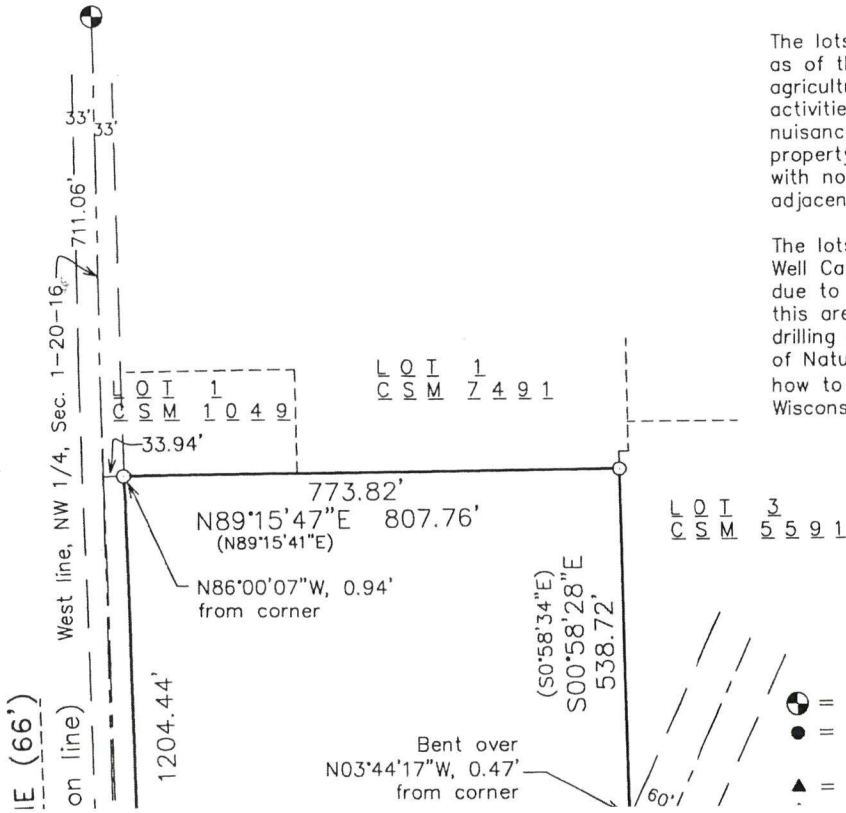 The lots
as of th
agricultu
activitie
nuisanc
property
with no
adjacen
The lots
Well Ca
due to
this are
drilling
of Natu
how to
Wiscons
33'
33'
711.06'
West line, NW 1/4, Sec. 1-20-16
LOT 1
CSM 1049
LOT 1
CSM 7491
33.94'
773.82'
N89°15'47"E 807.76'
(N89°15'41"E)
N86°00'07"W, 0.94'
from corner
LOT 3
CSM 5591
(S0°58'34"E)
S00°58'28"E
538.72'
1204.44'
IE (66')
on line)
Bent over
N03°44'17"W, 0.47'
from corner
60'
=
=
=